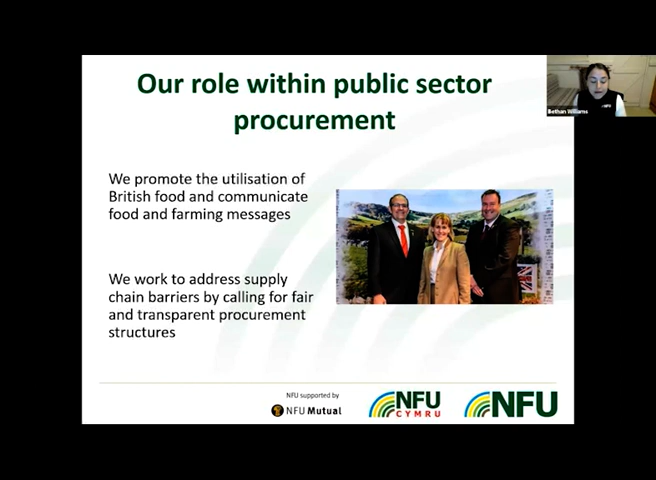 Our role within public sector
procurement
Bethan Williams
We promote the utilisation of
British food and communicate
food and farming messages
We work to address supply
chain barriers by calling for fair
and transparent procurement
structures
NFU supported by
NFU Mutual
NFU
CYMRU
NFU
NFU